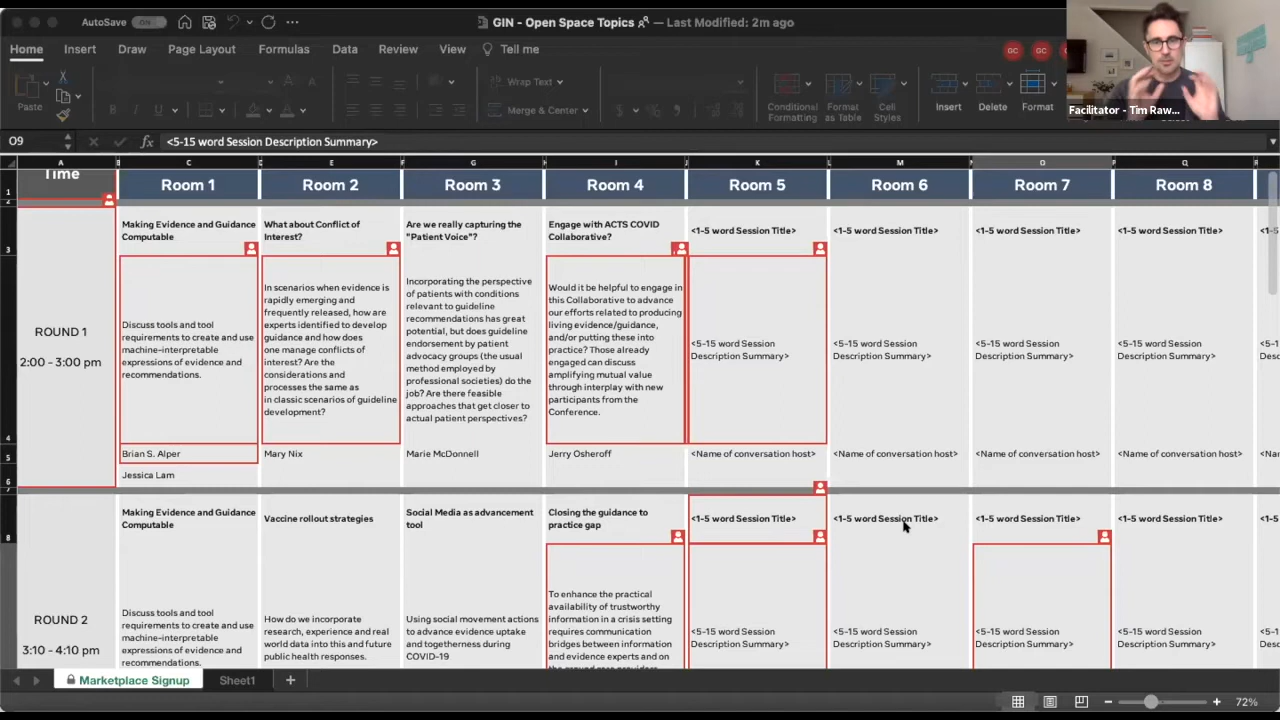 AutoSave ON
GIN - Open Space Topics — Last Modified: 2m ago
Home Insert Draw Page Layout Formulas Data Review View Tell me
GC GC
Paste
B I U
Wrap Text
Merge & Center
$ %
Conditional
Formatting
Format
as Table
Cell
Styles
Insert
Delete
Format
Facilitator - Tim Raw...
O9
fx
<5-15 word Session Description Summary>
A C E G I K M O Q
1
Time
Room 1
Room 2
Room 3
Room 4
Room 5
Room 6
Room 7
Room 8
3
Making Evidence and Guidance
Computable
What about Conflict of
Interest?
Are we really capturing the
"Patient Voice"?
Engage with ACTS COVID
Collaborative?
<1-5 word Session Title>
<1-5 word Session Title>
<1-5 word Session Title>
<1-5 word Session Title>
ROUND 1
2:00 - 3:00 pm
4
Discuss tools and tool
requirements to create and use
machine-interpretable
expressions of evidence and
recommendations.
In scenarios when evidence is
rapidly emerging and
frequently released, how are
experts identified to develop
guidance and how does
one manage conflicts of
interest? Are the
considerations and
processes the same as
in classic scenarios of guideline
development?
Incorporating the perspective
of patients with conditions
relevant to guideline
recommendations has great
potential, but does guideline
endorsement by patient
advocacy groups (the usual
method employed by
professional societies) do the
job? Are there feasible
approaches that get closer to
actual patient perspectives?
Would it be helpful to engage in
this Collaborative to advance
our efforts related to producing
living evidence/guidance,
and/or putting these into
practice? Those already
engaged can discuss
amplifying mutual value
through interplay with new
participants from the
Conference.
<5-15 word Session
Description Summary>
<5-15 word Session
Description Summary>
<5-15 word Session
Description Summary>
<5-15 word Session
Description Summary>
5
Brian S. Alper
Mary Nix
Marie McDonnell
Jerry Osheroff
<Name of conversation host>
<Name of conversation host>
<Name of conversation host>
<Name of conversation host>
<Nan
6
Jessica Lam
8
Making Evidence and Guidance
Computable
Vaccine rollout strategies
Social Media as advancement
tool
Closing the guidance to
practice gap
<1-5 word Session Title>
<1-5 word Session Title>
<1-5 word Session Title>
<1-5 word Session Title>
ROUND 2
3:10 - 4:10 pm
Discuss tools and tool
requirements to create and use
machine-interpretable
expressions of evidence and
recommendations.
How do we incorporate
research, experience and real
world data into this and future
public health responses.
Using social movement actions
to advance evidence uptake
and togetherness during
COVID-19
To enhance the practical
availability of trustworthy
information in a crisis setting
requires communication
bridges between information
and evidence experts and on
<5-15 word Session
Description Summary>
<5-15 word Session
Description Summary>
<5-15 word Session
Description Summary>
<5-15 word Session
Description Summary>
Marketplace Signup Sheet1
72%